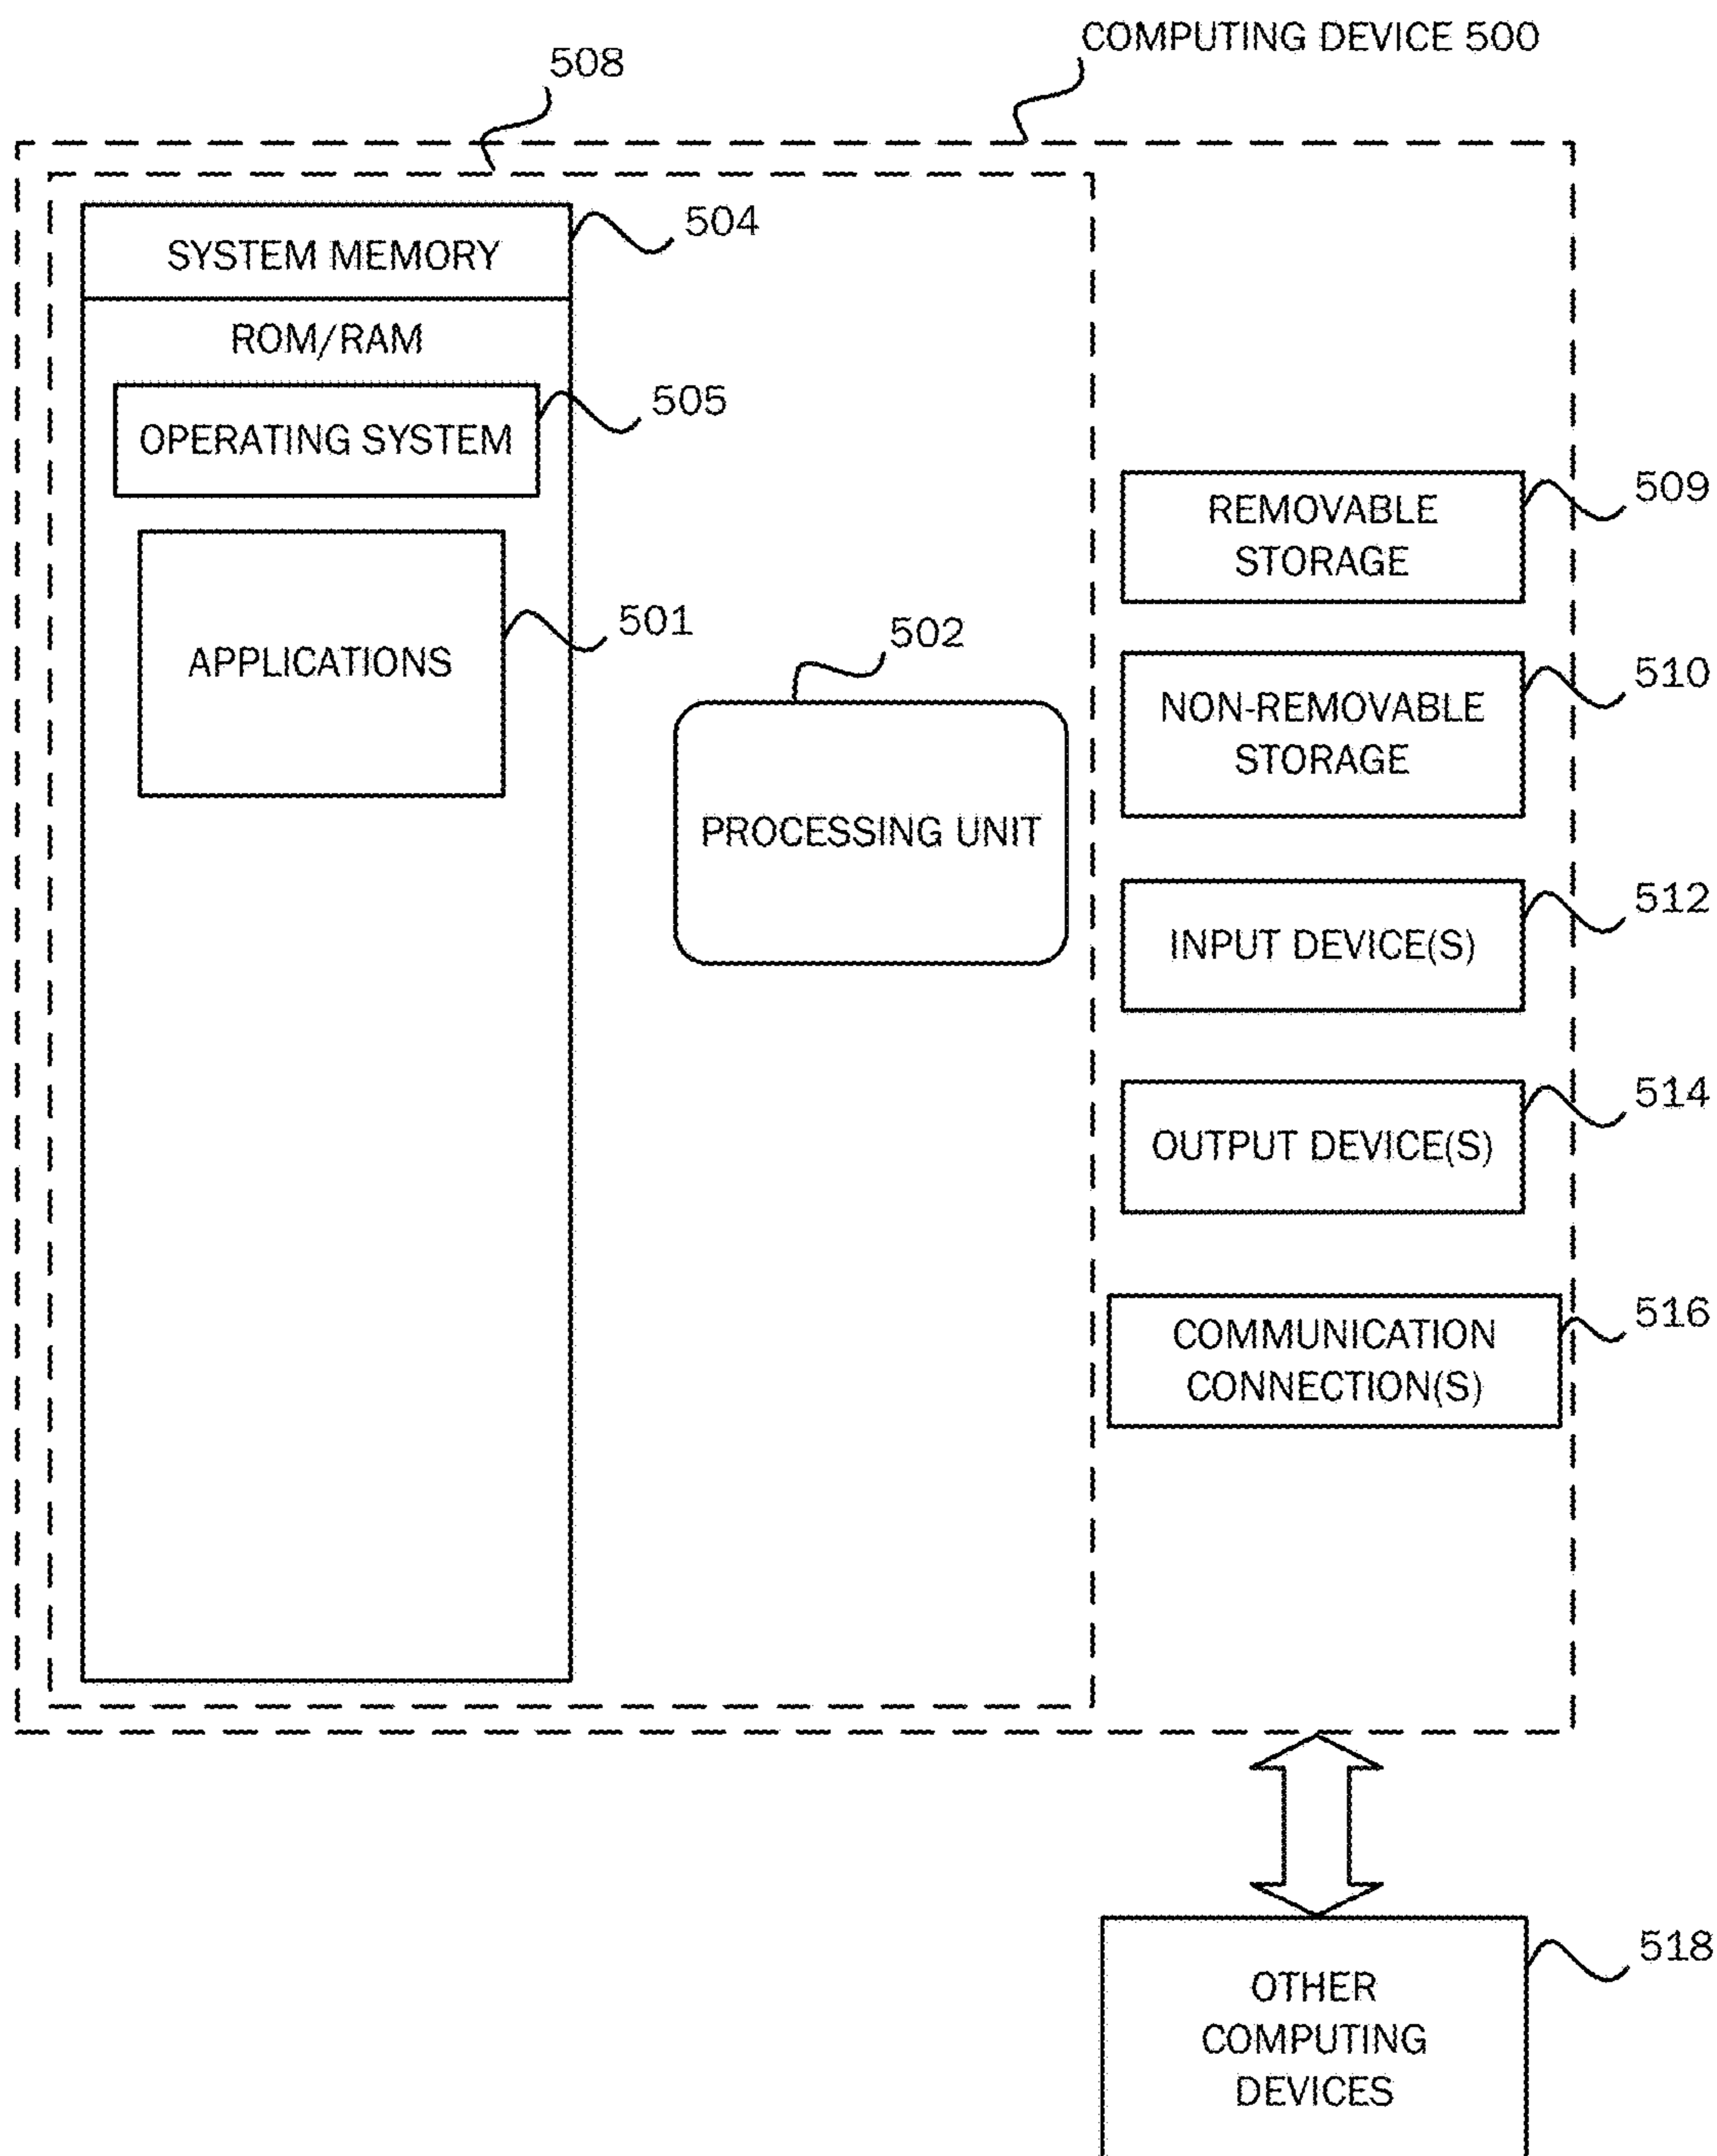 COMPUTING DEVICE 500
508
SYSTEM MEMORY
504
ROM/RAM
OPERATING SYSTEM
505
APPLICATIONS
501
PROCESSING UNIT
502
REMOVABLE
STORAGE
509
NON-REMOVABLE
STORAGE
510
INPUT DEVICE(S)
512
OUTPUT DEVICE(S)
514
COMMUNICATION
CONNECTION(S)
516
OTHER
COMPUTING
DEVICES
518